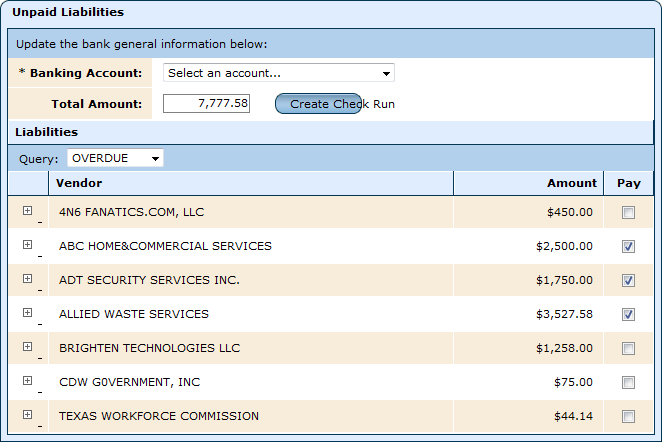 Unpaid Liabilities
Update the bank general information below:
* Banking Account: Select an account...
Total Amount: 7,777.58 Create Check Run
Liabilities
Query: OVERDUE
Vendor Amount Pay
4N6 FANATICS.COM, LLC $450.00
ABC HOME&COMMERCIAL SERVICES $2,500.00
ADT SECURITY SERVICES INC. $1,750.00
ALLIED WASTE SERVICES $3,527.58
BRIGHTEN TECHNOLOGIES LLC $1,258.00
CDW G0VERNMENT, INC $75.00
TEXAS WORKFORCE COMMISSION $44.14